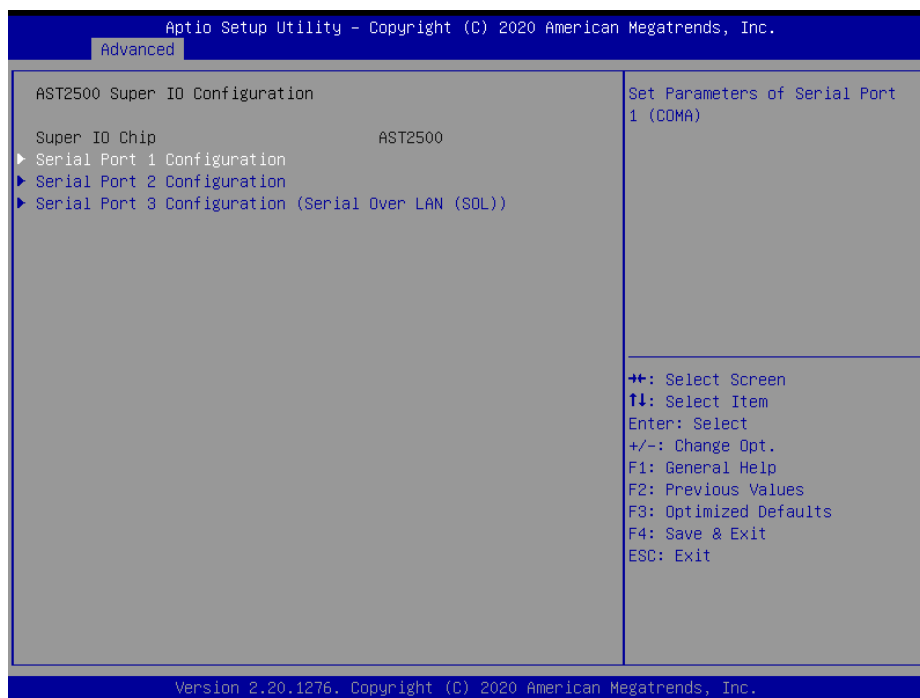 Aptio Setup Utility – Copyright (C) 2020 American Megatrends, Inc.
Advanced
AST2500 Super IO Configuration
Super IO Chip AST2500
Serial Port 1 Configuration
Serial Port 2 Configuration
Serial Port 3 Configuration (Serial Over LAN (SOL))
Set Parameters of Serial Port
1 (COMA)
→←: Select Screen
↑↓: Select Item
Enter: Select
+/-: Change Opt.
F1: General Help
F2: Previous Values
F3: Optimized Defaults
F4: Save & Exit
ESC: Exit
Version 2.20.1276. Copyright (C) 2020 American Megatrends, Inc.